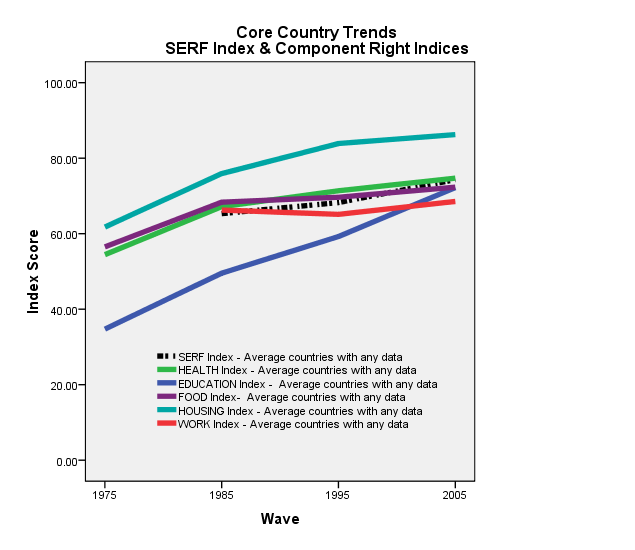 Core Country Trends
SERF Index & Component Right Indices
100.00
80.00
60.00
40.00
20.00
0.00
Index Score
SERF Index - Average countries with any data
HEALTH Index - Average countries with any data
EDUCATION Index -  Average countries with any data
FOOD Index-  Average countries with any data
HOUSING Index - Average countries with any data
WORK Index - Average countries with any data
1975 1985 1995 2005
Wave